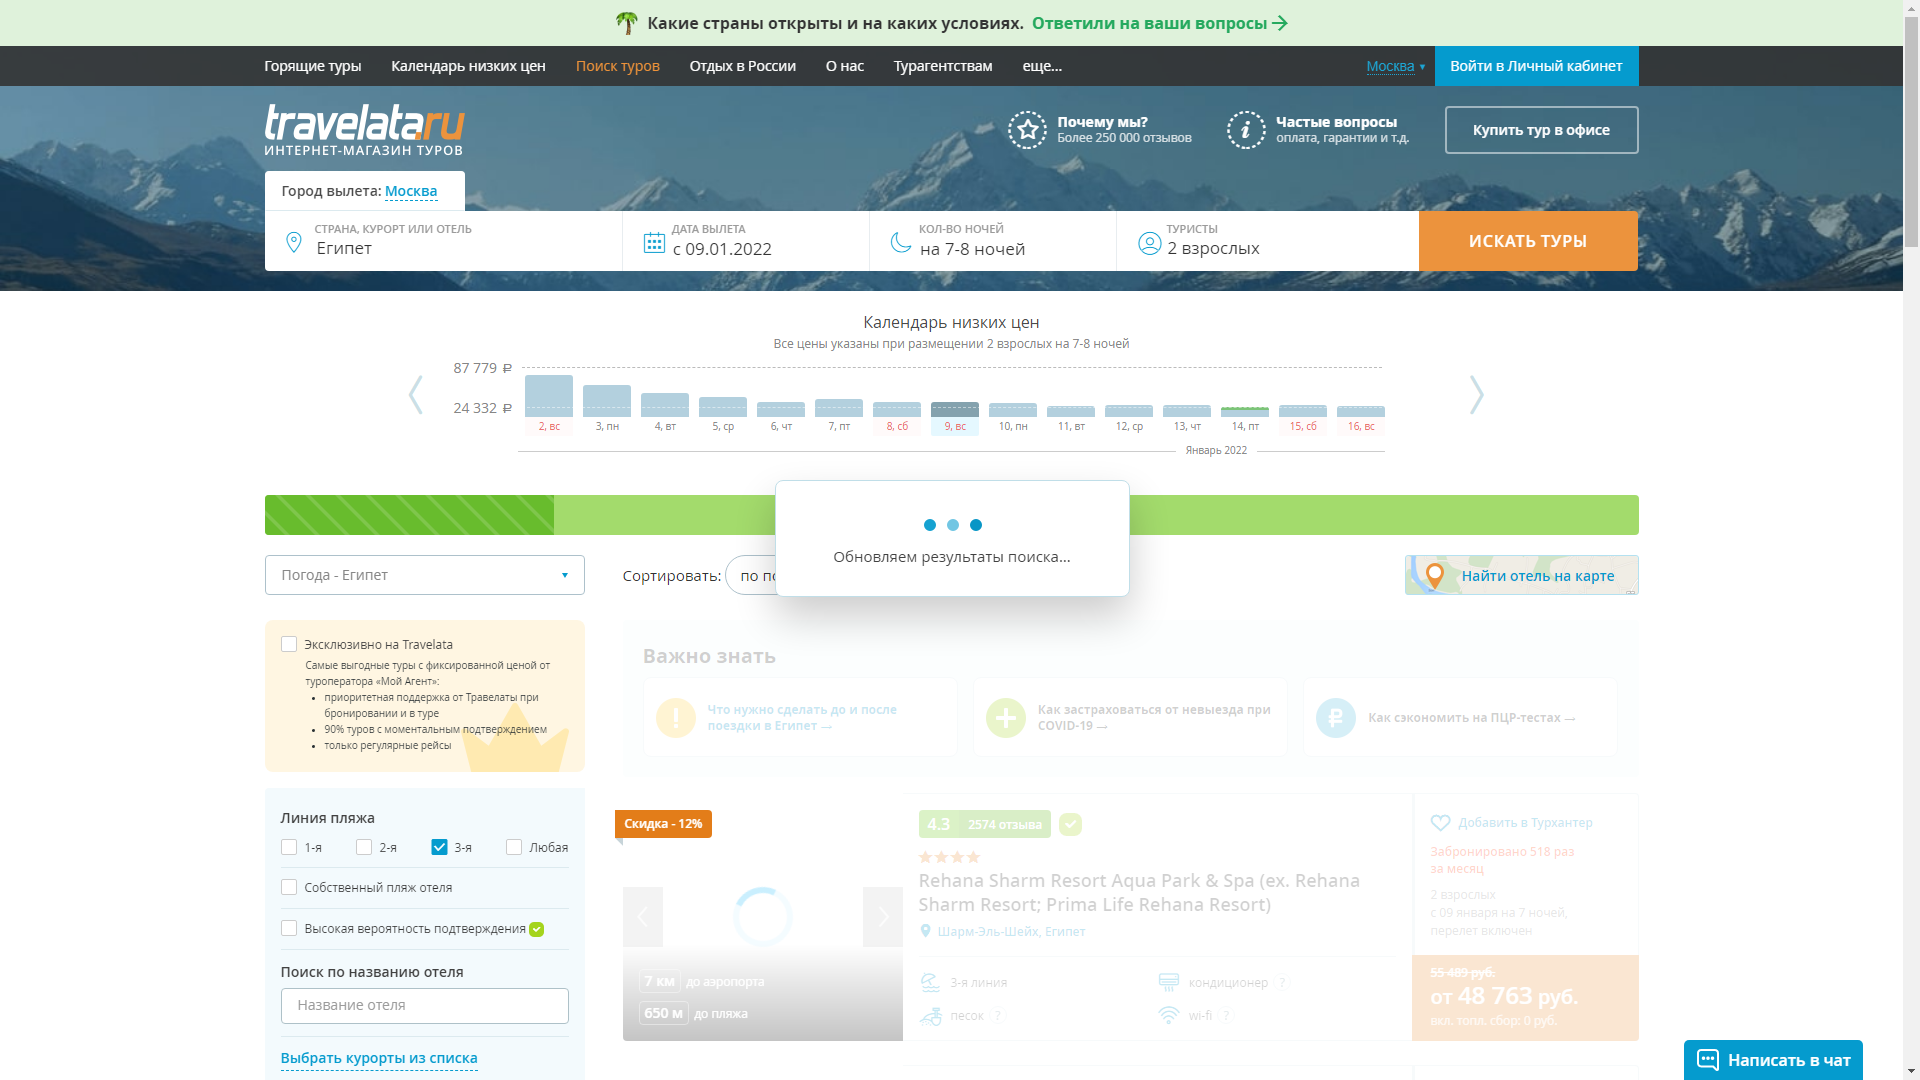 Какие страны открыты и на каких условиях. Ответили на ваши вопросы
Горящие туры Календарь низких цен Поиск туров Отдых в России О нас Турагентствам еще... Москва Войти в Личный кабинет
travelata.ru
ИНТЕРНЕТ-МАГАЗИН ТУРОВ
Почему мы?
Более 250 000 отзывов
Частые вопросы
оплата, гарантии и т.д.
Купить тур в офисе
Город вылета: Москва
СТРАНА, КУРОРТ ИЛИ ОТЕЛЬ
Египет
ДАТА ВЫЛЕТА
с 09.01.2022
КОЛ-ВО НОЧЕЙ
на 7-8 ночей
ТУРИСТЫ
2 взрослых
ИСКАТЬ ТУРЫ
Календарь низких цен
Все цены указаны при размещении 2 взрослых на 7-8 ночей
87 779 ₽
24 332 ₽
2, вс 3, пн 4, вт 5, ср 6, чт 7, пт 8, сб 9, вс 10, пн 11, вт 12, ср 13, чт 14, пт 15, сб 16, вс
Январь 2022
Обновляем результаты поиска...
Погода - Египет
Сортировать: по по
Найти отель на карте
Эксклюзивно на Travelata
Самые выгодные туры с фиксированной ценой от
туроператора «Мой Агент»:
• приоритетная поддержка от Травелаты при
бронировании и в туре
• 90% туров с моментальным подтверждением
• только регулярные рейсы
Важно знать
Что нужно сделать до и после
поездки в Египет →
Как застраховаться от невыезда при
COVID-19 →
Как сэкономить на ПЦР-тестах →
Линия пляжа
1-я 2-я 3-я Любая
Собственный пляж отеля
Высокая вероятность подтверждения
Поиск по названию отеля
Название отеля
Выбрать курорты из списка
Скидка - 12%
7 км до аэропорта
650 м до пляжа
4.3 2574 отзыва
Rehana Sharm Resort Aqua Park & Spa (ex. Rehana
Sharm Resort; Prima Life Rehana Resort)
Шарм-Эль-Шейх, Египет
3-я линия
кондиционер ?
песок ?
wi-fi ?
Добавить в Турхантер
Забронировано 518 раз
за месяц
2 взрослых
с 09 января на 7 ночей,
перелет включен
55 489 руб.
от 48 763 руб.
вкл. топл. сбор: 0 руб.
Написать в чат